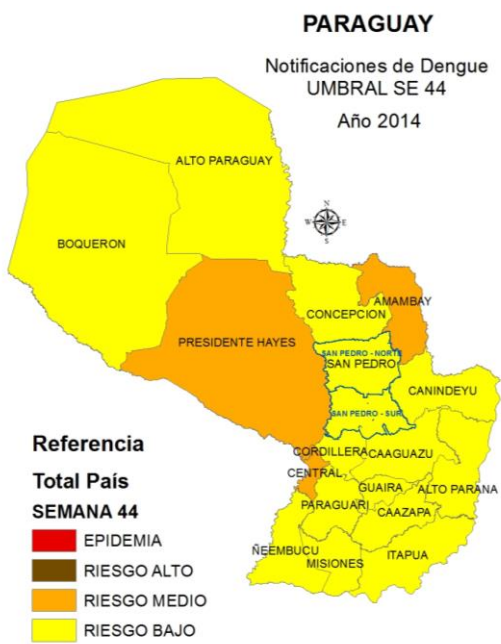 PARAGUAY
Notificaciones de Dengue
UMBRAL SE 44
Año 2014
ALTO PARAGUAY
BOQUERON
N
W
E
S
CONCEPCION
AMAMBAY
PRESIDENTE HAYES
SAN PEDRO - NORTE
SAN PEDRO
CANINDEYU
SAN PEDRO - SUR
CORDILLERA
CAAGUAZU
CENTRAL
GUAIRA
ALTO PARANA
PARAGUARI
CAAZAPA
ÑEEMBUCU
MISIONES
ITAPUA
Referencia
Total País
SEMANA 44
EPIDEMIA
RIESGO ALTO
RIESGO MEDIO
RIESGO BAJO